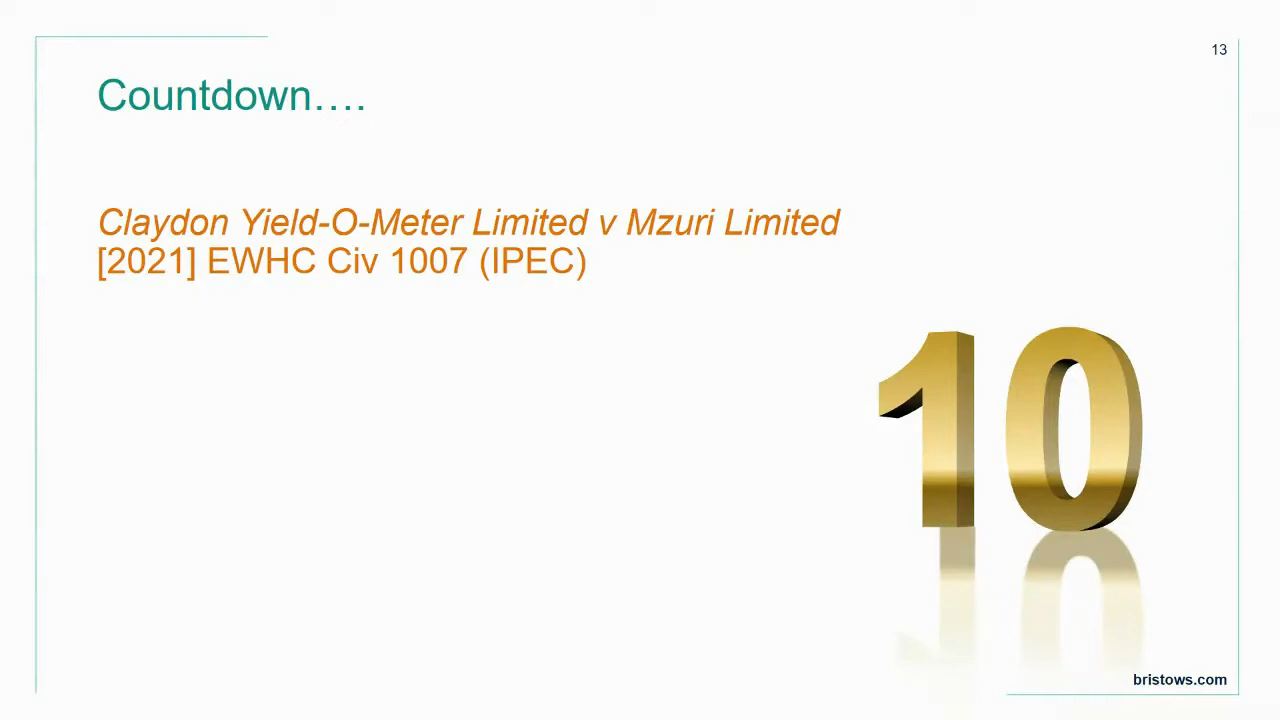 13
Countdown….
Claydon Yield-O-Meter Limited v Mzuri Limited
[2021] EWHC Civ 1007 (IPEC)
10
bristows.com